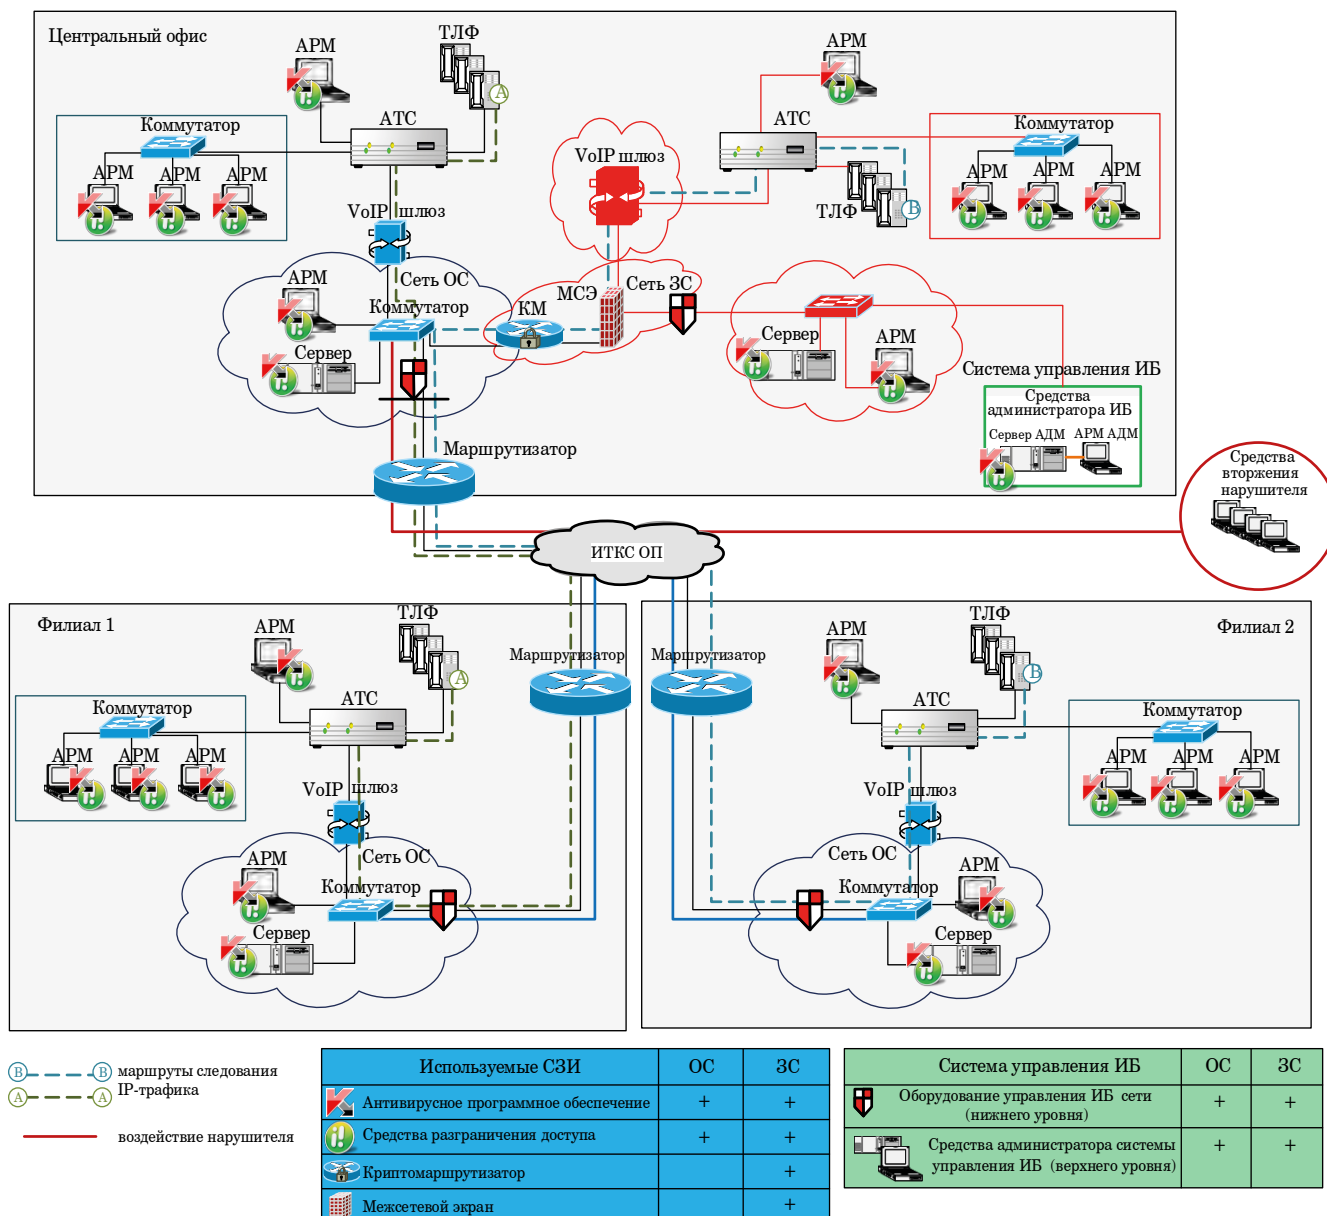 Центральный офис
АРМ
ТЛФ
A
АТС
Коммутатор
АРМ
АРМ
АРМ
VoIP шлюз
Сеть ОС
АРМ
Коммутатор
Сервер
Маршрутизатор
АРМ
АТС
Коммутатор
VoIP шлюз
ТЛФ
B
АРМ
АРМ
АРМ
МСЭ
Сеть ЗС
КМ
Сервер
АРМ
Система управления ИБ
Средства
администратора ИБ
Сервер АДМ
АРМ АДМ
Средства
вторжения
нарушителя
ИТКС ОП
Филиал 1
АРМ
ТЛФ
A
Маршрутизатор
АТС
Коммутатор
АРМ
АРМ
АРМ
VoIP шлюз
Сеть ОС
АРМ
Коммутатор
Сервер
Филиал 2
Маршрутизатор
АРМ
ТЛФ
B
АТС
Коммутатор
АРМ
АРМ
АРМ
VoIP шлюз
Сеть ОС
Коммутатор
АРМ
Сервер
B B маршруты следования
A A IP-трафика
воздействие нарушителя
Используемые СЗИ ОС ЗС
Антивирусное программное обеспечение + +
Средства разграничения доступа + +
Криптомаршрутизатор +
Межсетевой экран +
Система управления ИБ ОС ЗС
Оборудование управления ИБ сети
(нижнего уровня) + +
Средства администратора системы
управления ИБ (верхнего уровня) + +